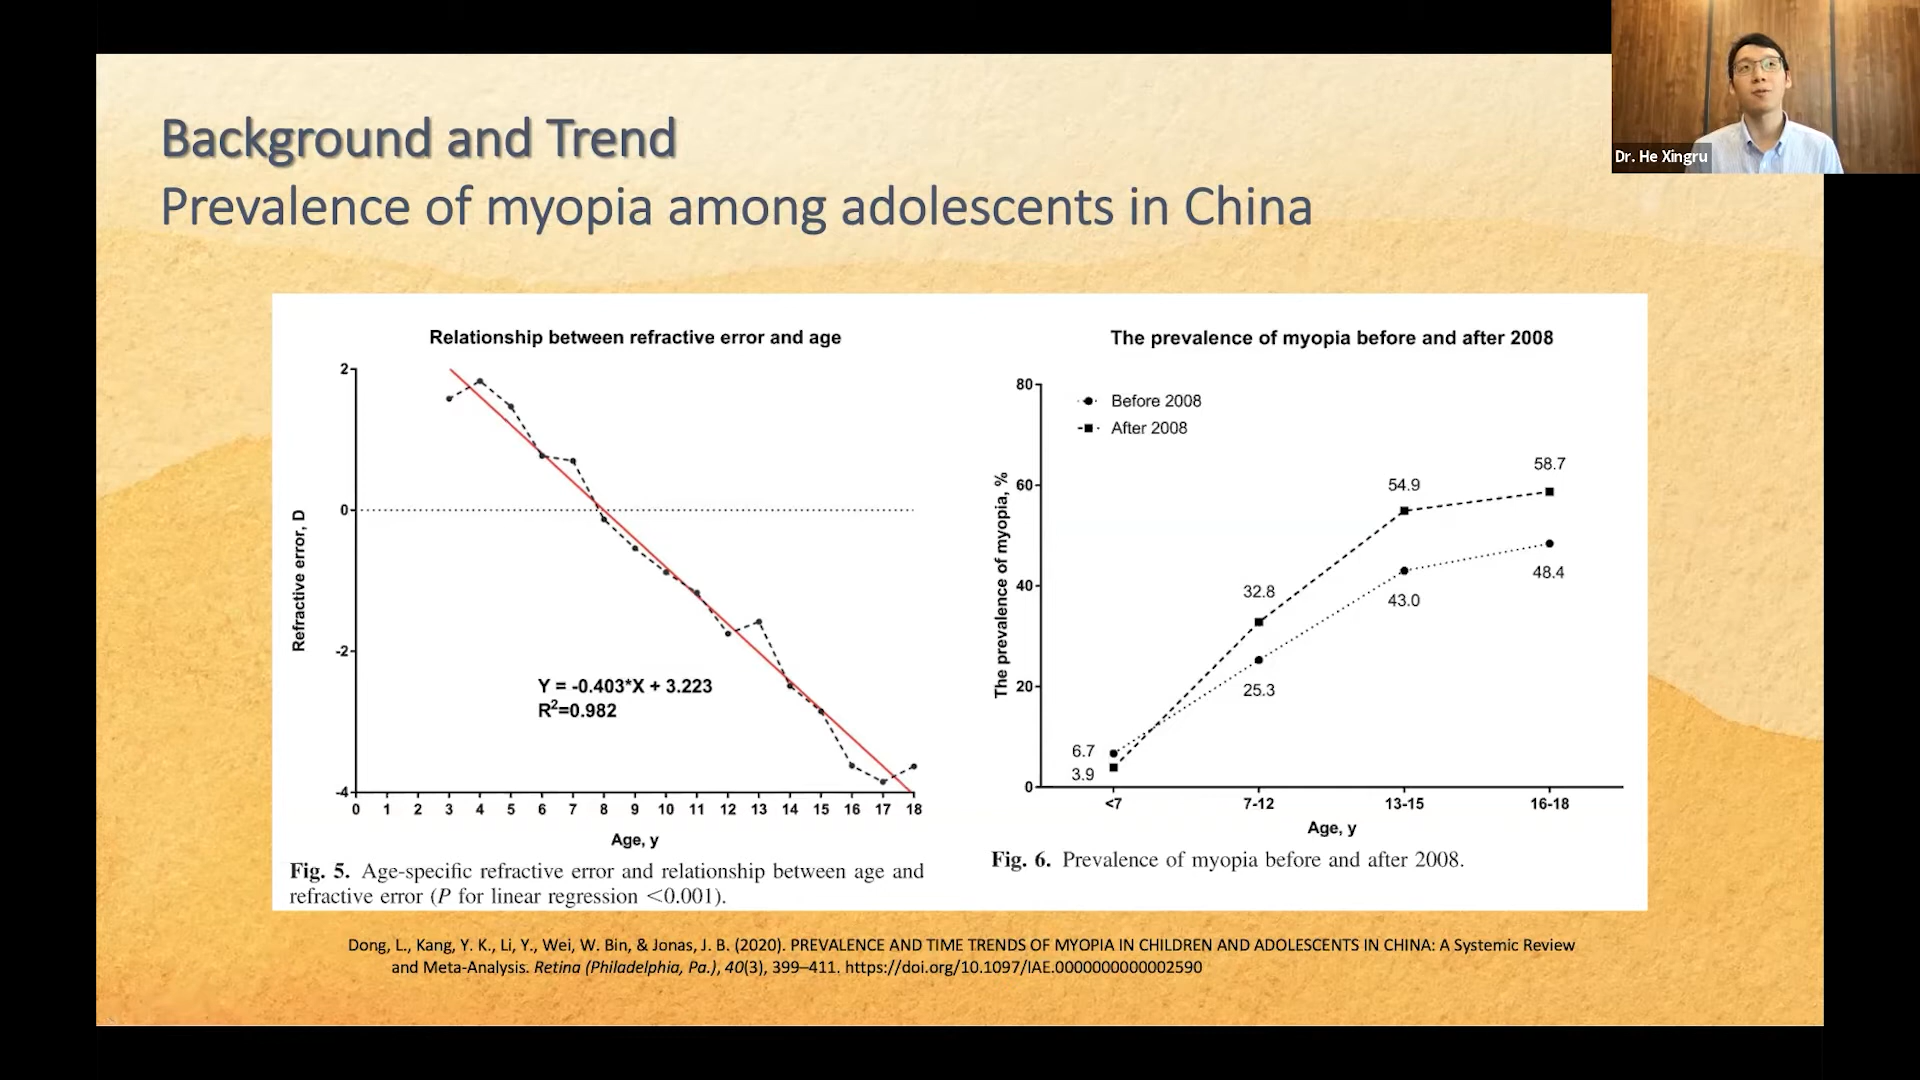 Background and Trend
Prevalence of myopia among adolescents in China
Dr. He Xingru
Relationship between refractive error and age
2
0
-2
-4
Refractive error, D
Y = -0.403*X + 3.223
R²=0.982
0 1 2 3 4 5 6 7 8 9 10 11 12 13 14 15 16 17 18
Age, y
Fig. 5. Age-specific refractive error and relationship between age and
refractive error (P for linear regression <0.001).
The prevalence of myopia before and after 2008
80
60
40
20
0
The prevalence of myopia, %
Before 2008
After 2008
58.7
54.9
48.4
43.0
32.8
25.3
6.7
3.9
<7 7-12 13-15 16-18
Age, y
Fig. 6. Prevalence of myopia before and after 2008.
Dong, L., Kang, Y. K., Li, Y., Wei, W. Bin, & Jonas, J. B. (2020). PREVALENCE AND TIME TRENDS OF MYOPIA IN CHILDREN AND ADOLESCENTS IN CHINA: A Systemic Review
and Meta-Analysis. Retina (Philadelphia, Pa.), 40(3), 399–411. https://doi.org/10.1097/IAE.0000000000002590